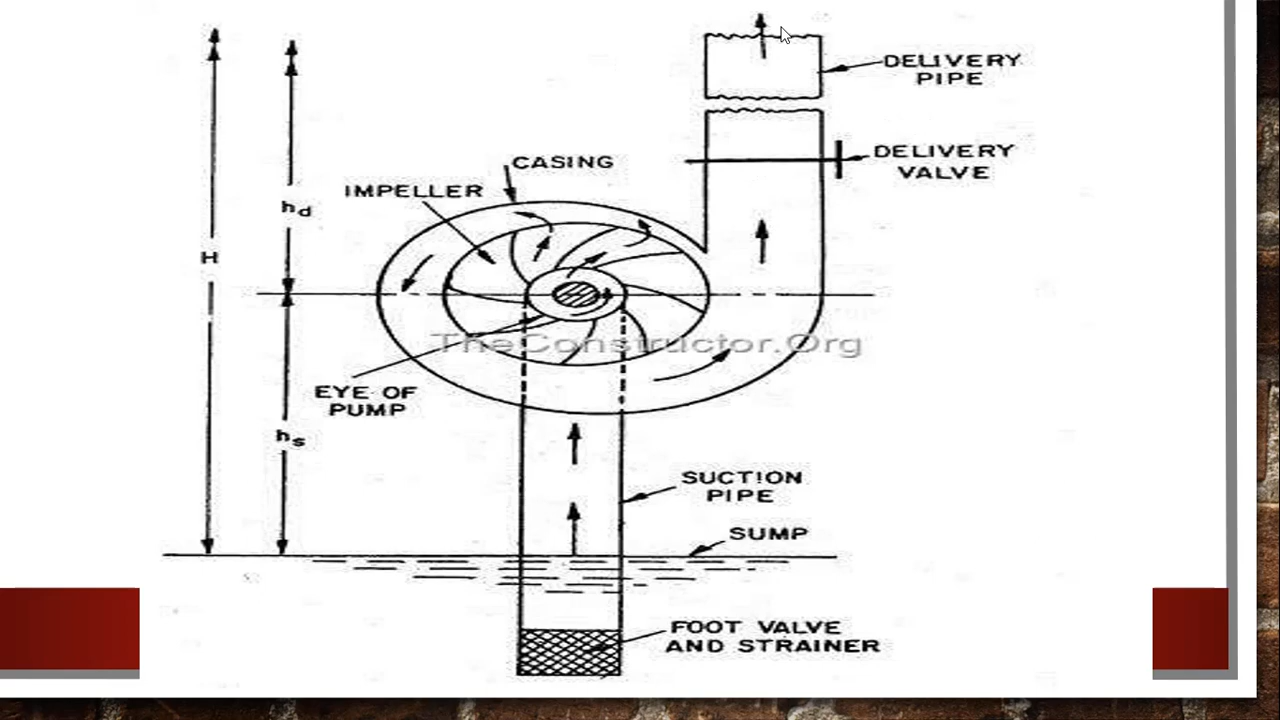 DELIVERY
PIPE
DELIVERY
VALVE
CASING
IMPELLER
hd
H
TheConstructor.Org
EYE OF
PUMP
hs
SUCTION
PIPE
SUMP
FOOT VALVE
AND STRAINER